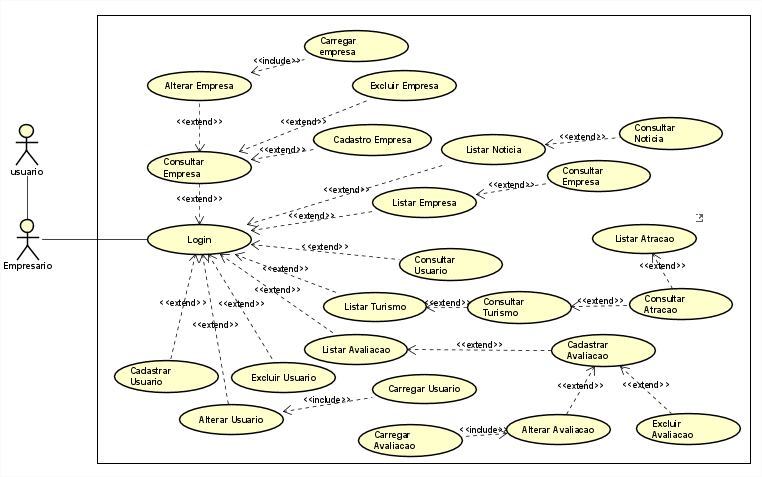 Carregar
empresa
<<include>>
Alterar Empresa
Excluir Empresa
<<extend>>
<<extend>>
Cadastro Empresa
<<extend>>
Consultar
Empresa
Listar Noticia
<<extend>>
Consultar
Noticia
usuario
Consultar
Empresa
<<extend>>
<<extend>>
<<extend>>
Listar Empresa
<<extend>>
Login
Listar Atracao
Empresario
<<extend>>
Consultar
Usuario
<<extend>>
<<extend>>
<<extend>>
Listar Turismo
<<extend>>
Consultar
Turismo
<<extend>>
Consultar
Atracao
<<extend>>
<<extend>>
<<extend>>
Listar Avaliacao
<<extend>>
Cadastrar
Avaliacao
Cadastrar
Usuario
Excluir Usuario
Carregar Usuario
<<extend>>
<<extend>>
<<include>>
Alterar Usuario
Carregar
Avaliacao
<<include>>
Alterar Avaliacao
Excluir
Avaliacao